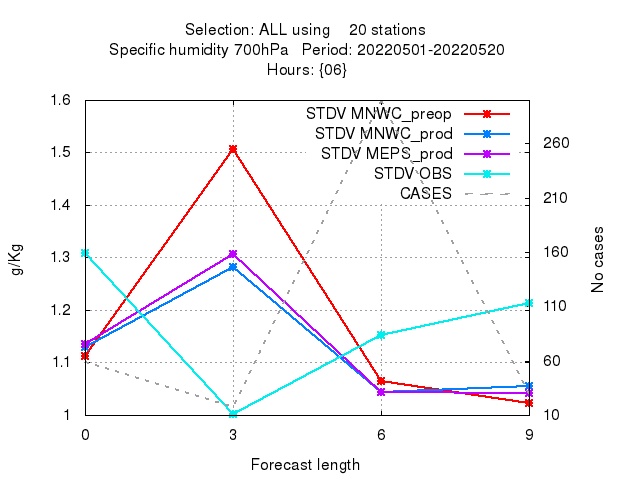 Selection: ALL using 20 stations
Specific humidity 700hPa Period: 20220501-20220520
Hours: {06}
STDV MNWC_preop
STDV MNWC_prod
STDV MEPS_prod
STDV OBS
CASES
g/Kg
1.6
1.5
1.4
1.3
1.2
1.1
1
260
210
160
110
60
10
No cases
0 3 6 9
Forecast length